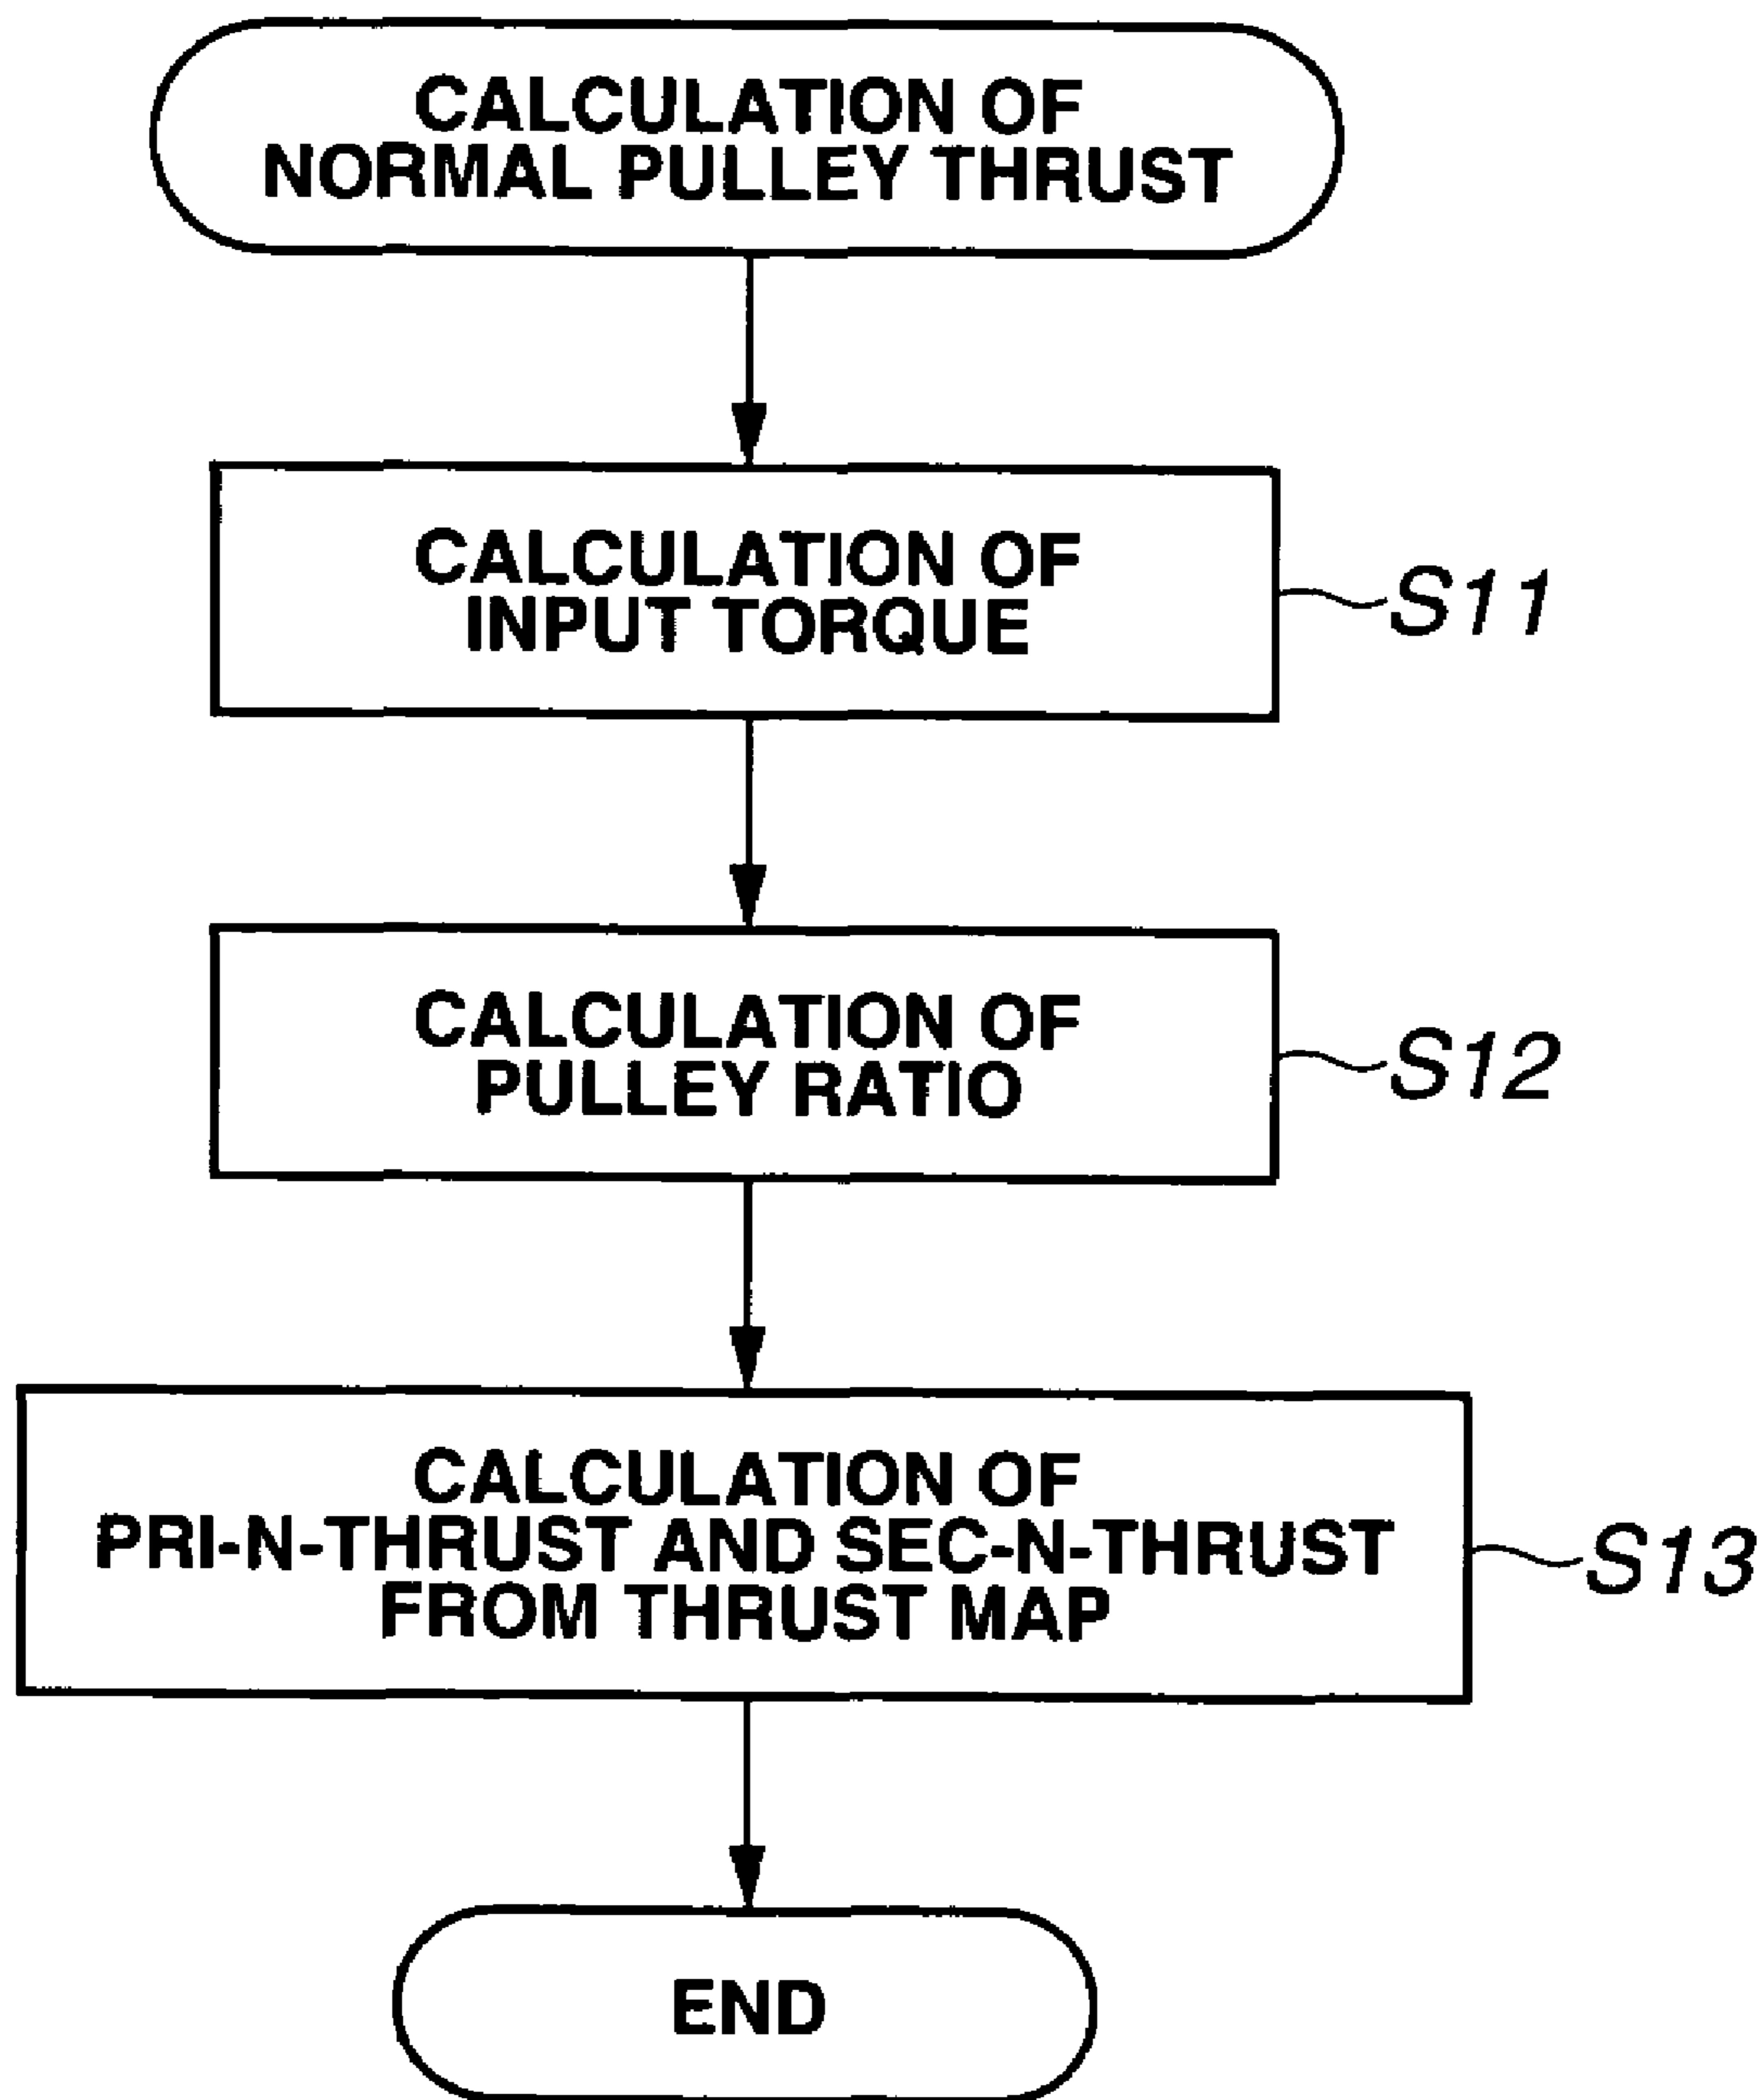 CALCULATION OF
NORMAL PULLEY THRUST
CALCULATION OF
INPUT TORQUE
S11
CALCULATION OF
PULLEY RATIO
S12
CALCULATION OF
PRI-N-THRUST AND SEC-N-THRUST
FROM THRUST MAP
S13
END